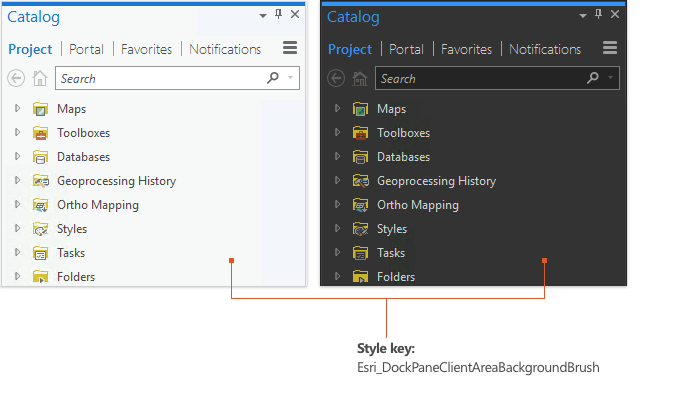 Catalog
Project Portal Favorites Notifications
Search
Maps
Toolboxes
Databases
Geoprocessing History
Ortho Mapping
Styles
Tasks
Folders
Catalog
Project Portal Favorites Notifications
Search
Maps
Toolboxes
Databases
Geoprocessing History
Ortho Mapping
Styles
Tasks
Folders
Style key:
Esri_DockPaneClientAreaBackgroundBrush